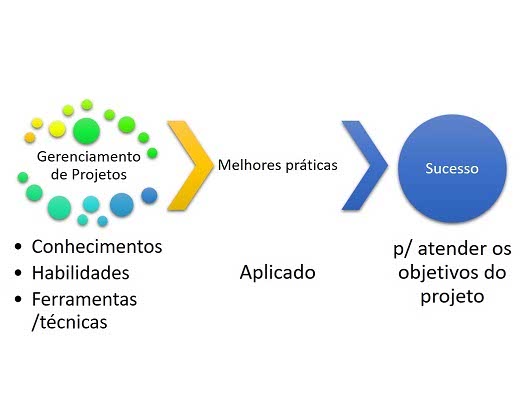 Gerenciamento
de Projetos
Melhores práticas
Sucesso
• Conhecimentos
• Habilidades
• Ferramentas
/técnicas
Aplicado
p/ atender os
objetivos do
projeto